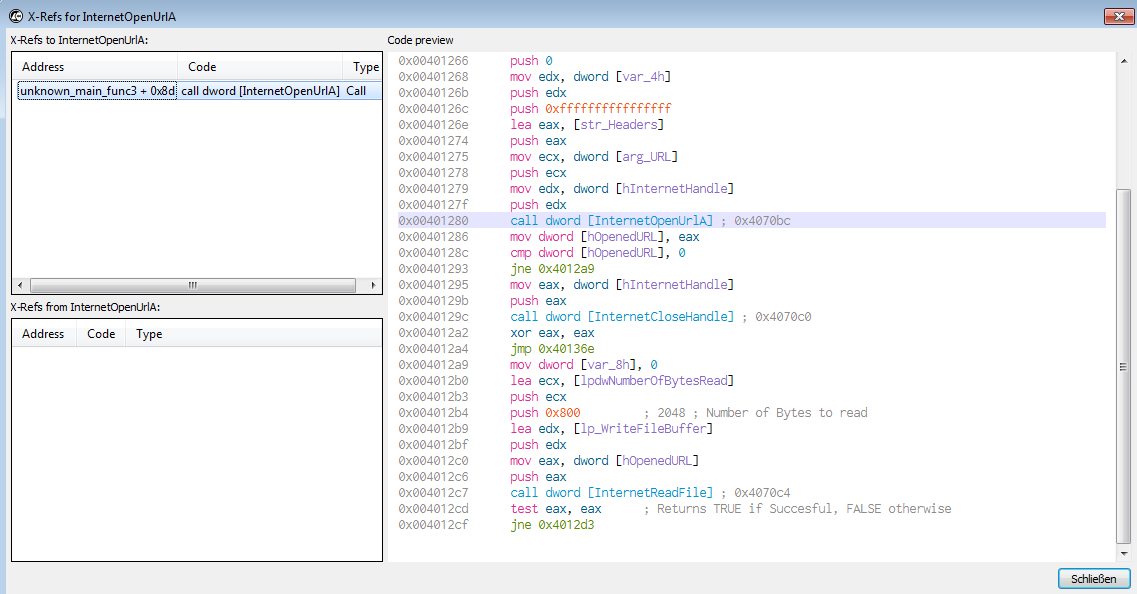 X-Refs for InternetOpenUrlA
X-Refs to InternetOpenUrlA:
Address Code Type
unknown_main_func3 + 0x8d call dword [InternetOpenUrlA] Call
X-Refs from InternetOpenUrlA:
Address Code Type
Code preview
0x00401266 push 0
0x00401268 mov edx, dword [var_4h]
0x0040126b push edx
0x0040126c push 0xffffffffffffffff
0x0040126e lea eax, [str_Headers]
0x00401274 push eax
0x00401275 mov ecx, dword [arg_URL]
0x00401278 push ecx
0x00401279 mov edx, dword [hInternetHandle]
0x0040127f push edx
0x00401280 call dword [InternetOpenUrlA] ; 0x4070bc
0x00401286 mov dword [hOpenedURL], eax
0x0040128c cmp dword [hOpenedURL], 0
0x00401293 jne 0x4012a9
0x00401295 mov eax, dword [hInternetHandle]
0x0040129b push eax
0x0040129c call dword [InternetCloseHandle] ; 0x4070c0
0x004012a2 xor eax, eax
0x004012a4 jmp 0x40136e
0x004012a9 mov dword [var_8h], 0
0x004012b0 lea ecx, [lpdwNumberOfBytesRead]
0x004012b3 push ecx
0x004012b4 push 0x800 ; 2048 ; Number of Bytes to read
0x004012b9 lea edx, [lp_WriteFileBuffer]
0x004012bf push edx
0x004012c0 mov eax, dword [hOpenedURL]
0x004012c6 push eax
0x004012c7 call dword [InternetReadFile] ; 0x4070c4
0x004012cd test eax, eax ; Returns TRUE if Succesful, FALSE otherwise
0x004012cf jne 0x4012d3
Schließen